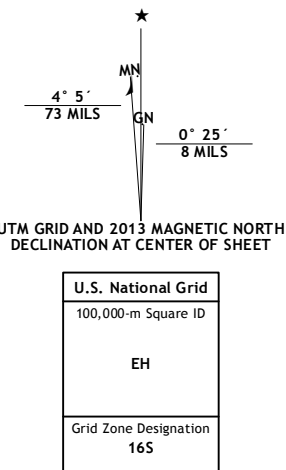 ★
MN
4° 5´
73 MILS
GN
0° 25´
8 MILS
UTM GRID AND 2013 MAGNETIC NORTH
DECLINATION AT CENTER OF SHEET
U.S. National Grid
100,000-m Square ID
EH
Grid Zone Designation
16S